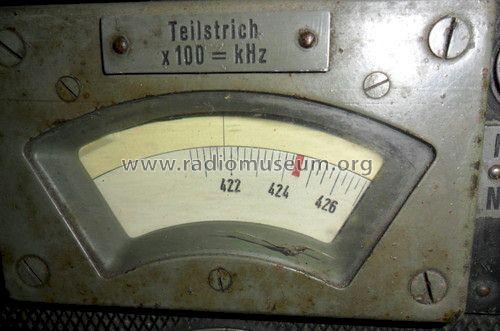 Teilstrich
x 100 = kHz
www.radiomuseum.org
422 424 426